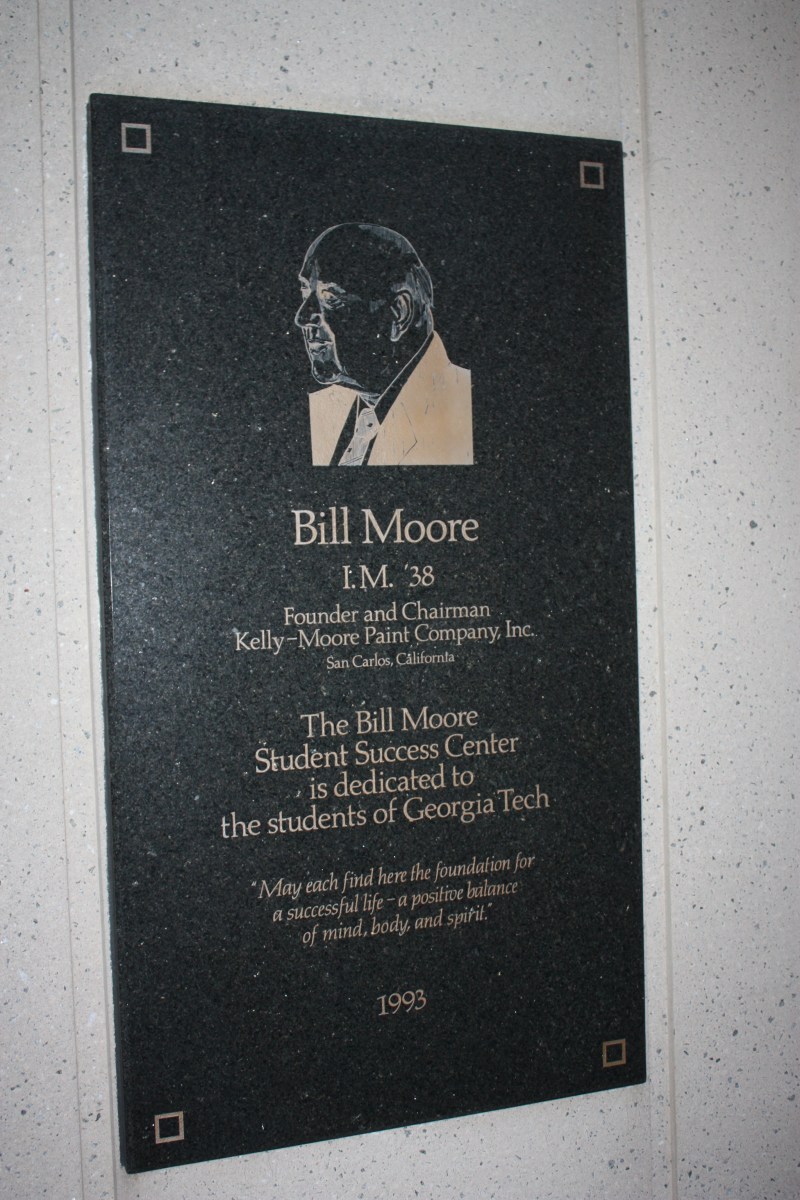 Bill Moore
I.M. '38
Founder and Chairman
Kelly-Moore Paint Company, Inc.
San Carlos, California
The Bill Moore
Student Success Center
is dedicated to
the students of Georgia Tech
"May each find here the foundation for
a successful life – a positive balance
of mind, body, and spirit."
1993